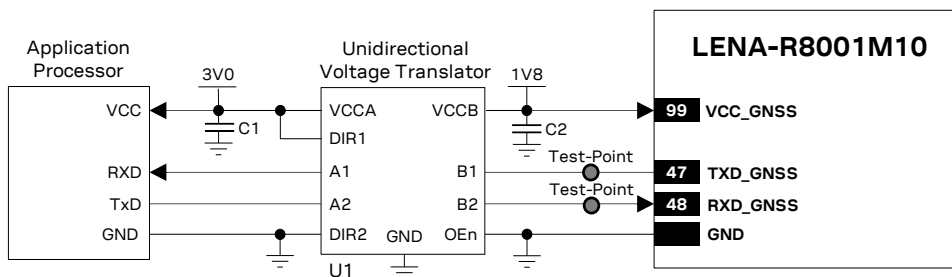 LENA-R8001M10
Application
Processor
Unidirectional
Voltage Translator
3V0
1V8
VCC
VCCA
VCCB
99
VCC_GNSS
C1
C2
DIR1
Test-Point
RXD
A1
B1
47
TXD_GNSS
Test-Point
TxD
A2
B2
48
RXD_GNSS
GND
DIR2
GND
OEn
GND
U1